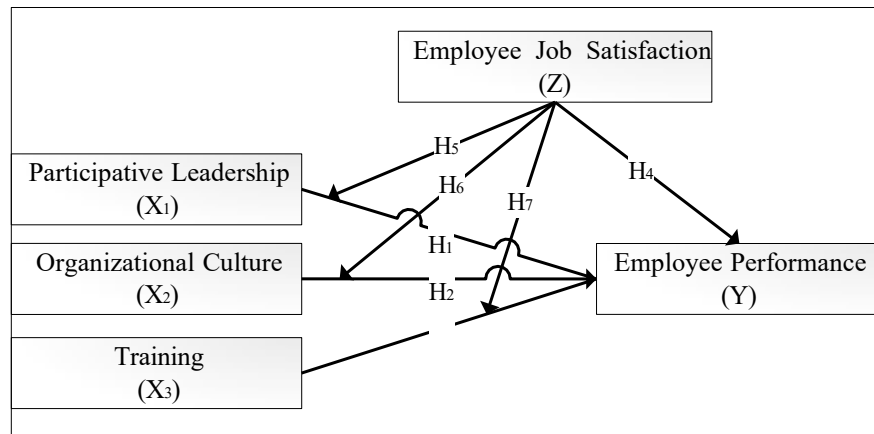 Employee Job Satisfaction
(Z)
H5
H4
Participative Leadership
(X1)
H6
H7
H1
Organizational Culture
(X2)
H2
Employee Performance
(Y)
Training
(X3)